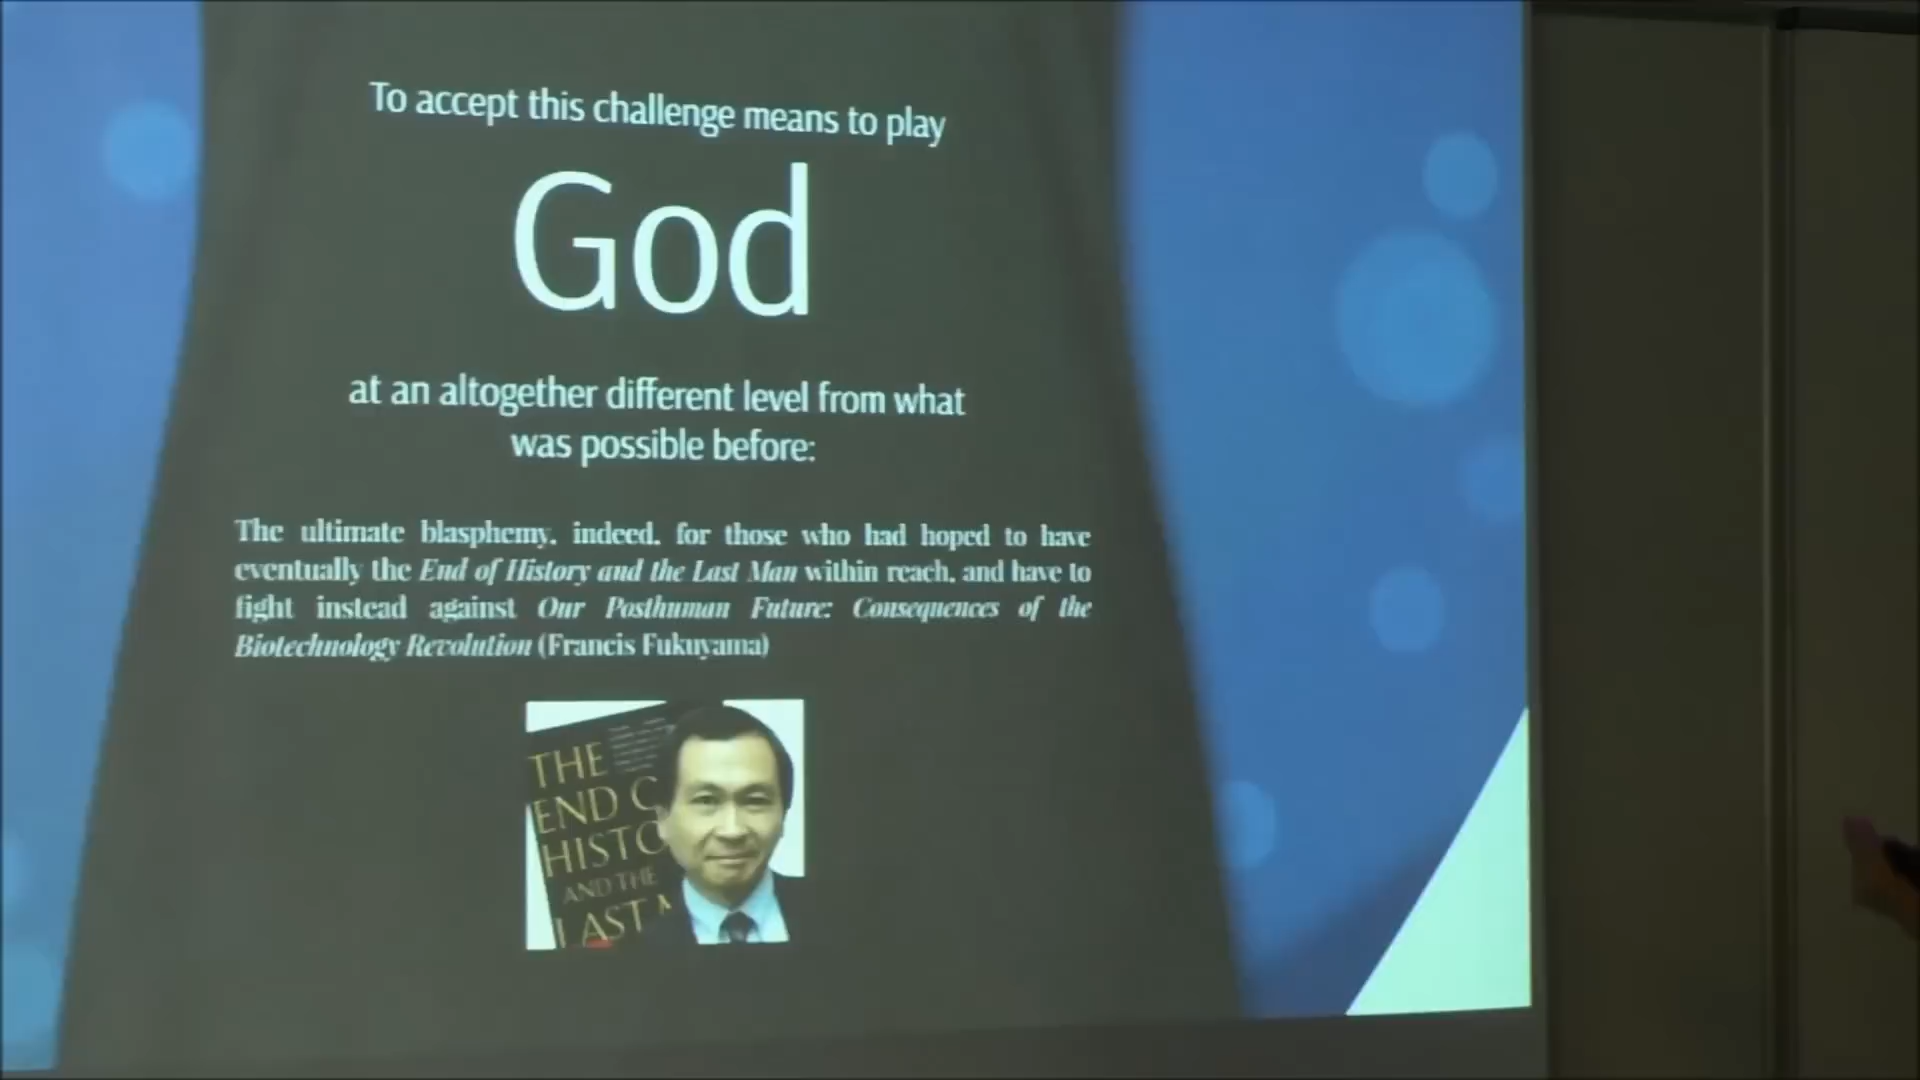 To accept this challenge means to play
God
at an altogether different level from what
was possible before:
The ultimate blasphemy, indeed, for those who had hoped to have
eventually the End of History and the Last Man within reach, and have to
fight instead against Our Posthuman Future: Consequences of the
Biotechnology Revolution (Francis Fukuyama)
THE
END O
HISTO
AND THE
LAST M